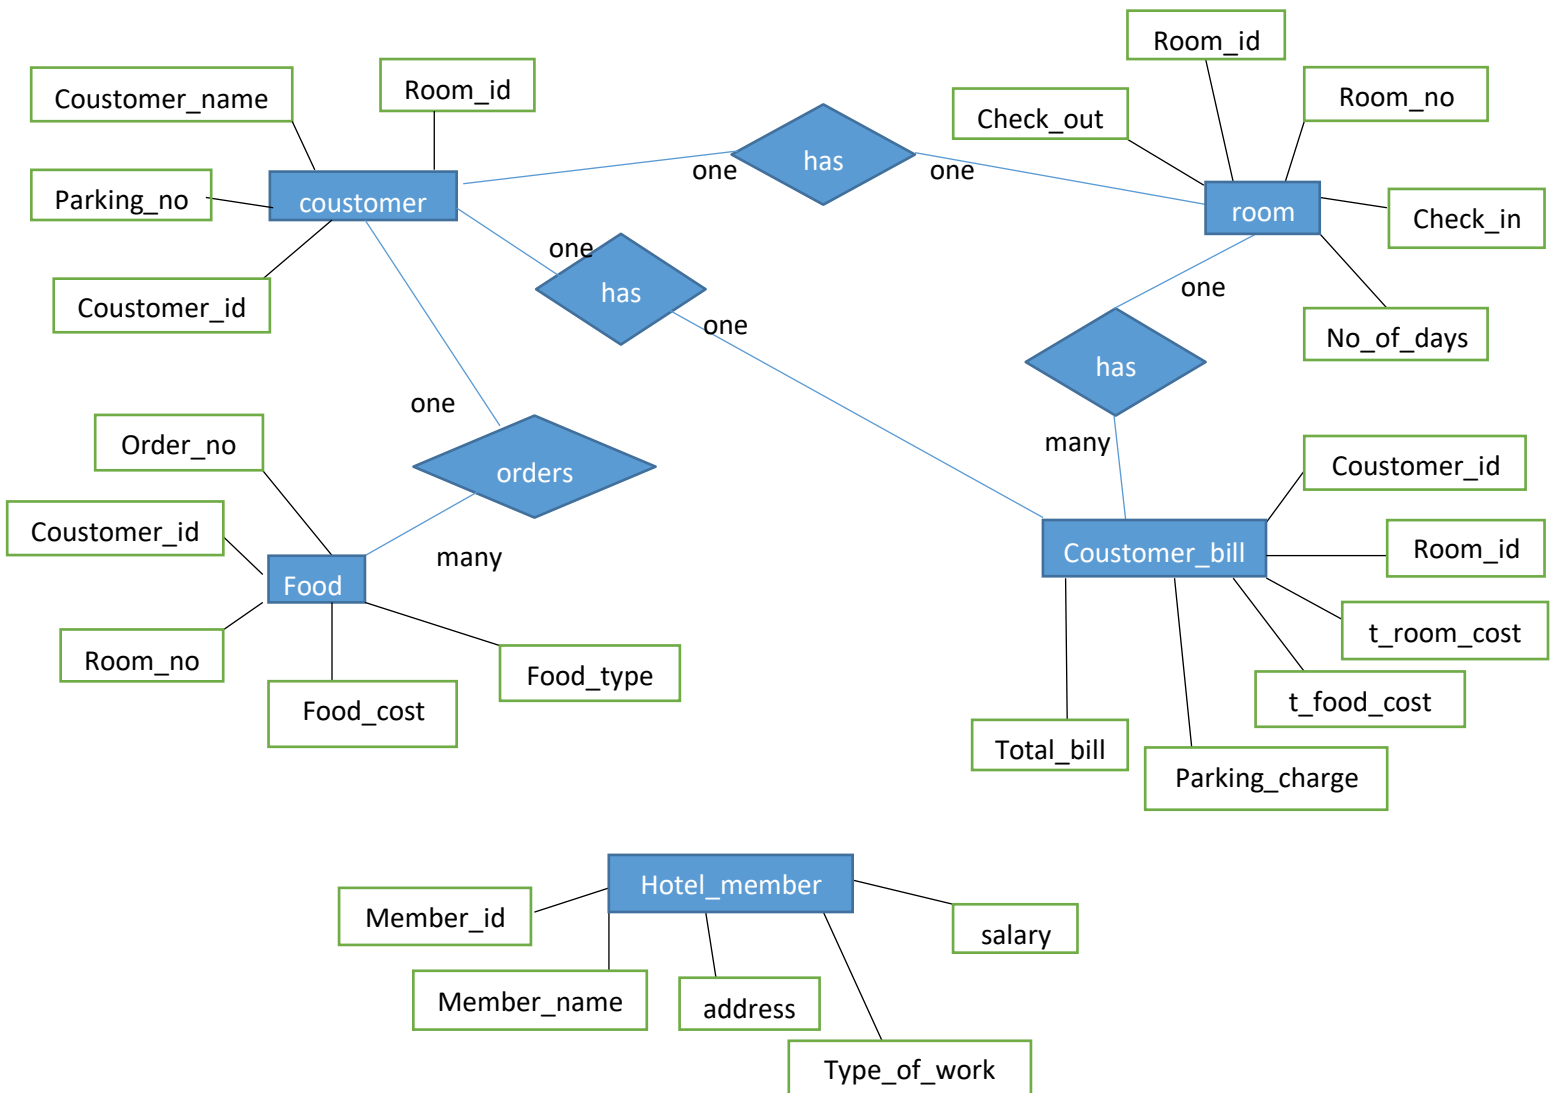 Room_id
Room_no
Coustomer_name
Room_id
Check_out
has
one
one
Parking_no
coustomer
room
Check_in
one
has
one
Coustomer_id
one
No_of_days
has
one
many
Order_no
orders
Coustomer_id
Coustomer_id
many
Coustomer_bill
Room_id
Food
t_room_cost
Room_no
Food_type
Food_cost
t_food_cost
Total_bill
Parking_charge
Hotel_member
Member_id
salary
Member_name
address
Type_of_work